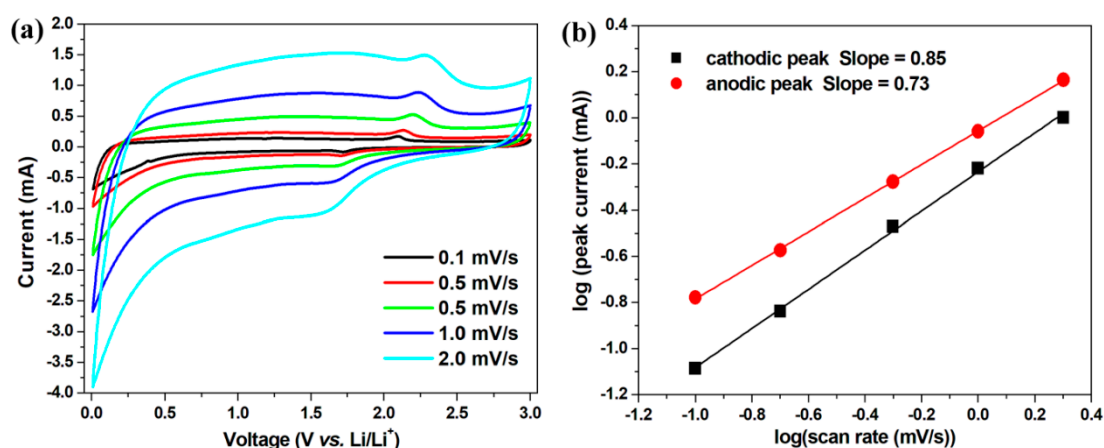 (a)
2.0
1.5
1.0
0.5
0.0
-0.5
-1.0
-1.5
-2.0
-2.5
-3.0
-3.5
-4.0
Current (mA)
0.1 mV/s
0.5 mV/s
0.5 mV/s
1.0 mV/s
2.0 mV/s
0.0 0.5 1.0 1.5 2.0 2.5 3.0
Voltage (V vs. Li/Li⁺)
(b)
0.4
0.2
0.0
-0.2
-0.4
-0.6
-0.8
-1.0
-1.2
log (peak current (mA))
cathodic peak Slope = 0.85
anodic peak Slope = 0.73
-1.2 -1.0 -0.8 -0.6 -0.4 -0.2 0.0 0.2 0.4
log(scan rate (mV/s))